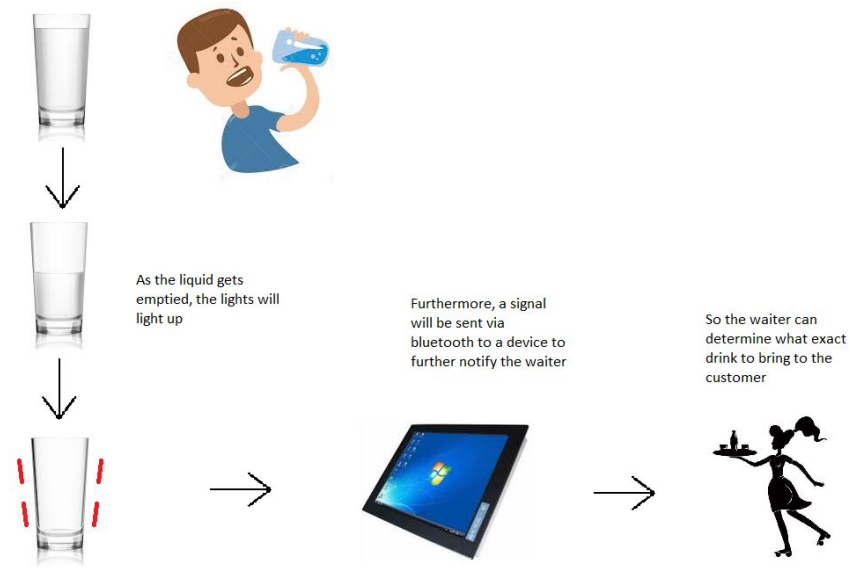 As the liquid gets
emptied, the lights will
light up
Furthermore, a signal
will be sent via
bluetooth to a device to
further notify the waiter
So the waiter can
determine what exact
drink to bring to the
customer